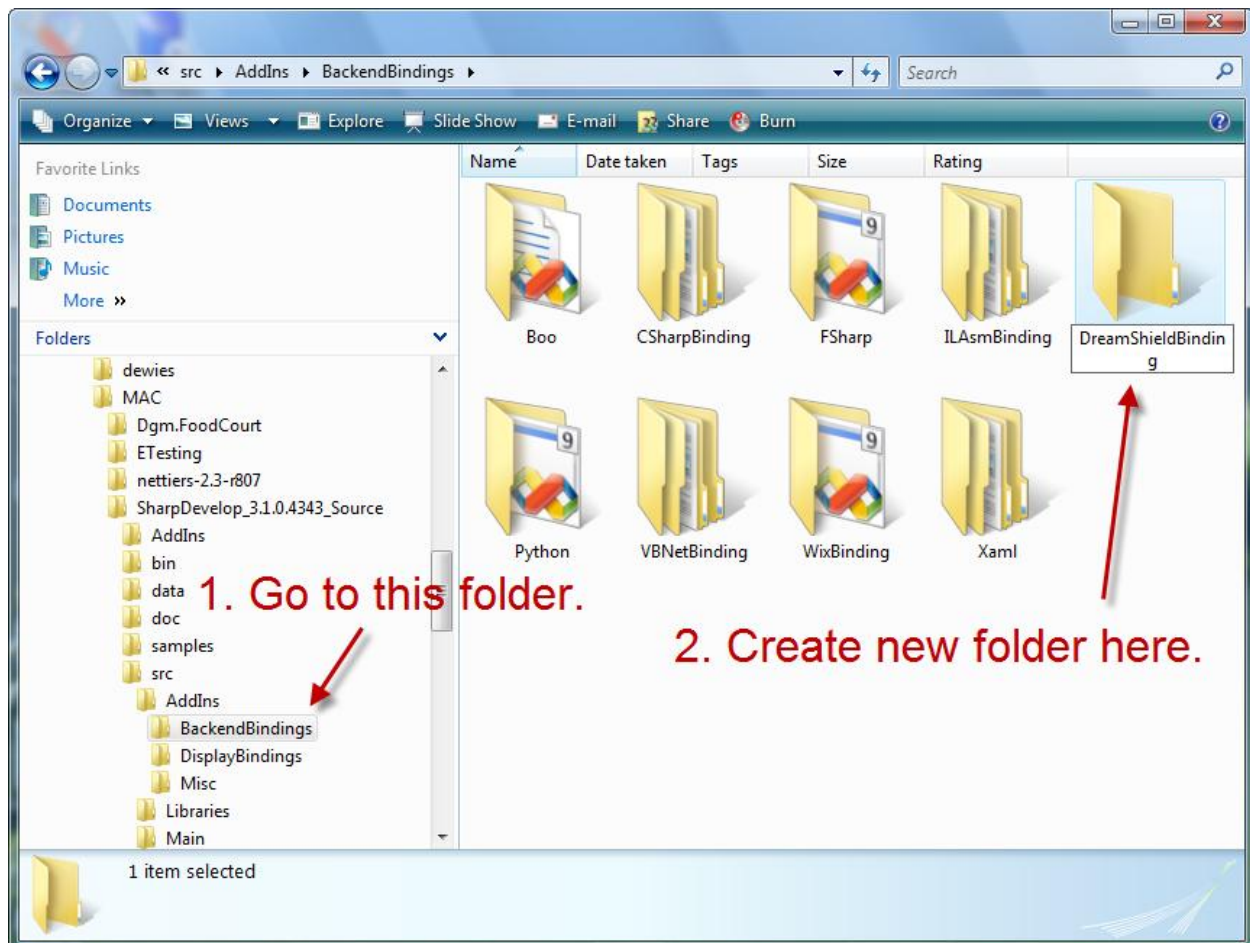 « src ▸ AddIns ▸ BackendBindings ▸
Search
Organize Views Explore Slide Show E-mail Share Burn
Favorite Links
Documents
Pictures
Music
More »
Folders
dewies
MAC
Dgm.FoodCourt
ETesting
nettiers-2.3-r807
SharpDevelop_3.1.0.4343_Source
AddIns
bin
data
doc
samples
src
AddIns
BackendBindings
DisplayBindings
Misc
Libraries
Main
Name Date taken Tags Size Rating
Boo CSharpBinding FSharp ILAsmBinding DreamShieldBindin
g
Python VBNetBinding WixBinding Xaml
1. Go to this folder.
2. Create new folder here.
1 item selected